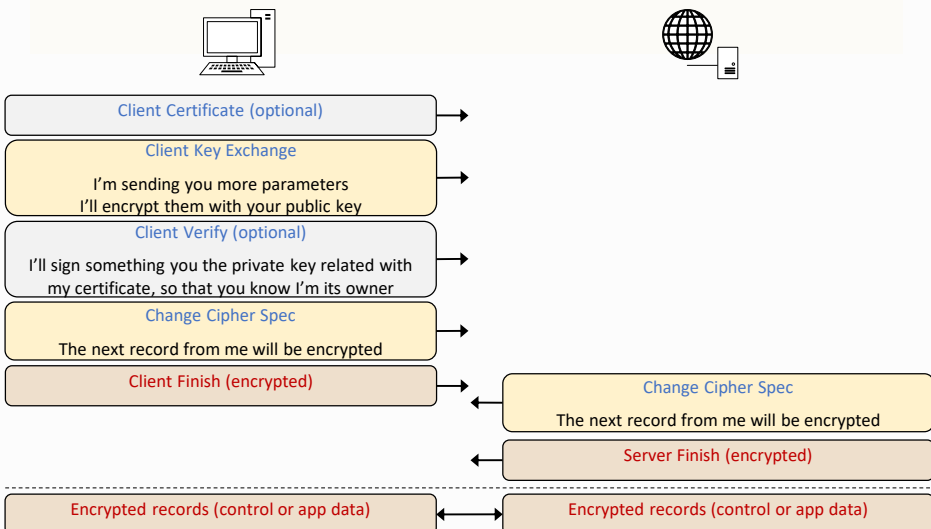 Client Certificate (optional)
Client Key Exchange
I'm sending you more parameters
I'll encrypt them with your public key
Client Verify (optional)
I'll sign something you the private key related with
my certificate, so that you know I'm its owner
Change Cipher Spec
The next record from me will be encrypted
Client Finish (encrypted)
Change Cipher Spec
The next record from me will be encrypted
Server Finish (encrypted)
Encrypted records (control or app data)
Encrypted records (control or app data)